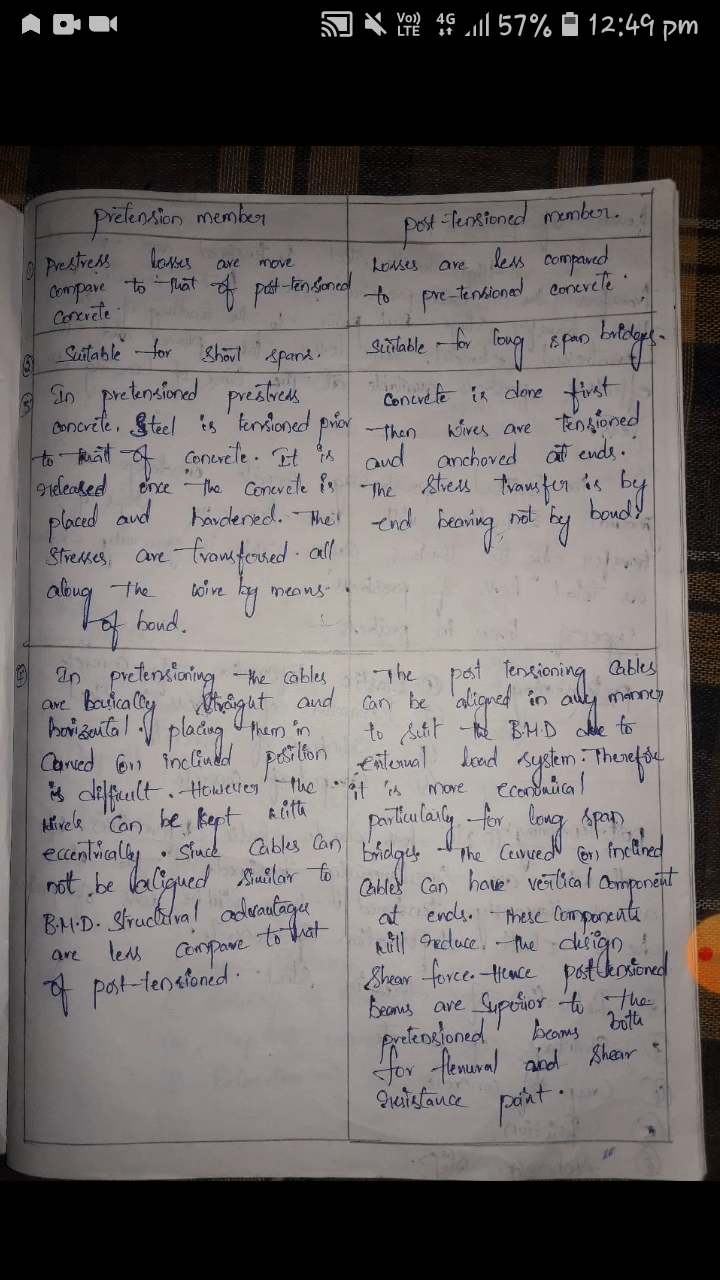 Vo)) LTE 4G 57% 12:49 pm
pretension member
post-tensioned member.
① Prestress losses are more
compare to that of post-tensioned
concrete.
Losses are less compared
to pre-tensioned concrete.
② Suitable for short spans.
Suitable for long span bridges.
③ In pretensioned prestress
concrete, Steel is tensioned prior
to that of concrete. It is
released once the concrete is
placed and hardened. The
stresses are transfered all
along the wire by means
of bond.
Concrete is done first
then wires are tensioned
and anchored at ends.
The stress transfer is by
end bearing not by bond.
④ In pretensioning the cables
are basically straight and
horizontal. placing them in
Curved (or) inclined position
is difficult. However the
wires can be kept with
eccentrically. Since Cables can
not be aligned similar to
B.M.D. Structural advantages
are less compare to that
of post-tensioned.
The post tensioning Cables
can be aligned in any manner
to suit the B.M.D due to
external load system. Therefore
it is more economical
particularly for long span
bridges. The Curved (or) inclined
Cables can have vertical component
at ends. These components
will reduce the design
Shear force. Hence post tensioned
beams are superior to the
pretensioned beams both
for flexural and shear
resistance point.